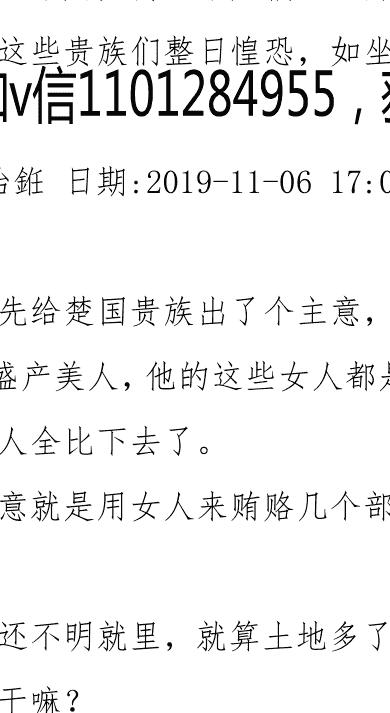 这些贵族们整日惶恐，如坐
v信1101284955，
鉎 日期:2019-11-06 17:0
先给楚国贵族出了个主意，
盛产美人，他的这些女人都是
人全比下去了。
意就是用女人来贿赂几个部
还不明就里，就算土地多了
干嘛？